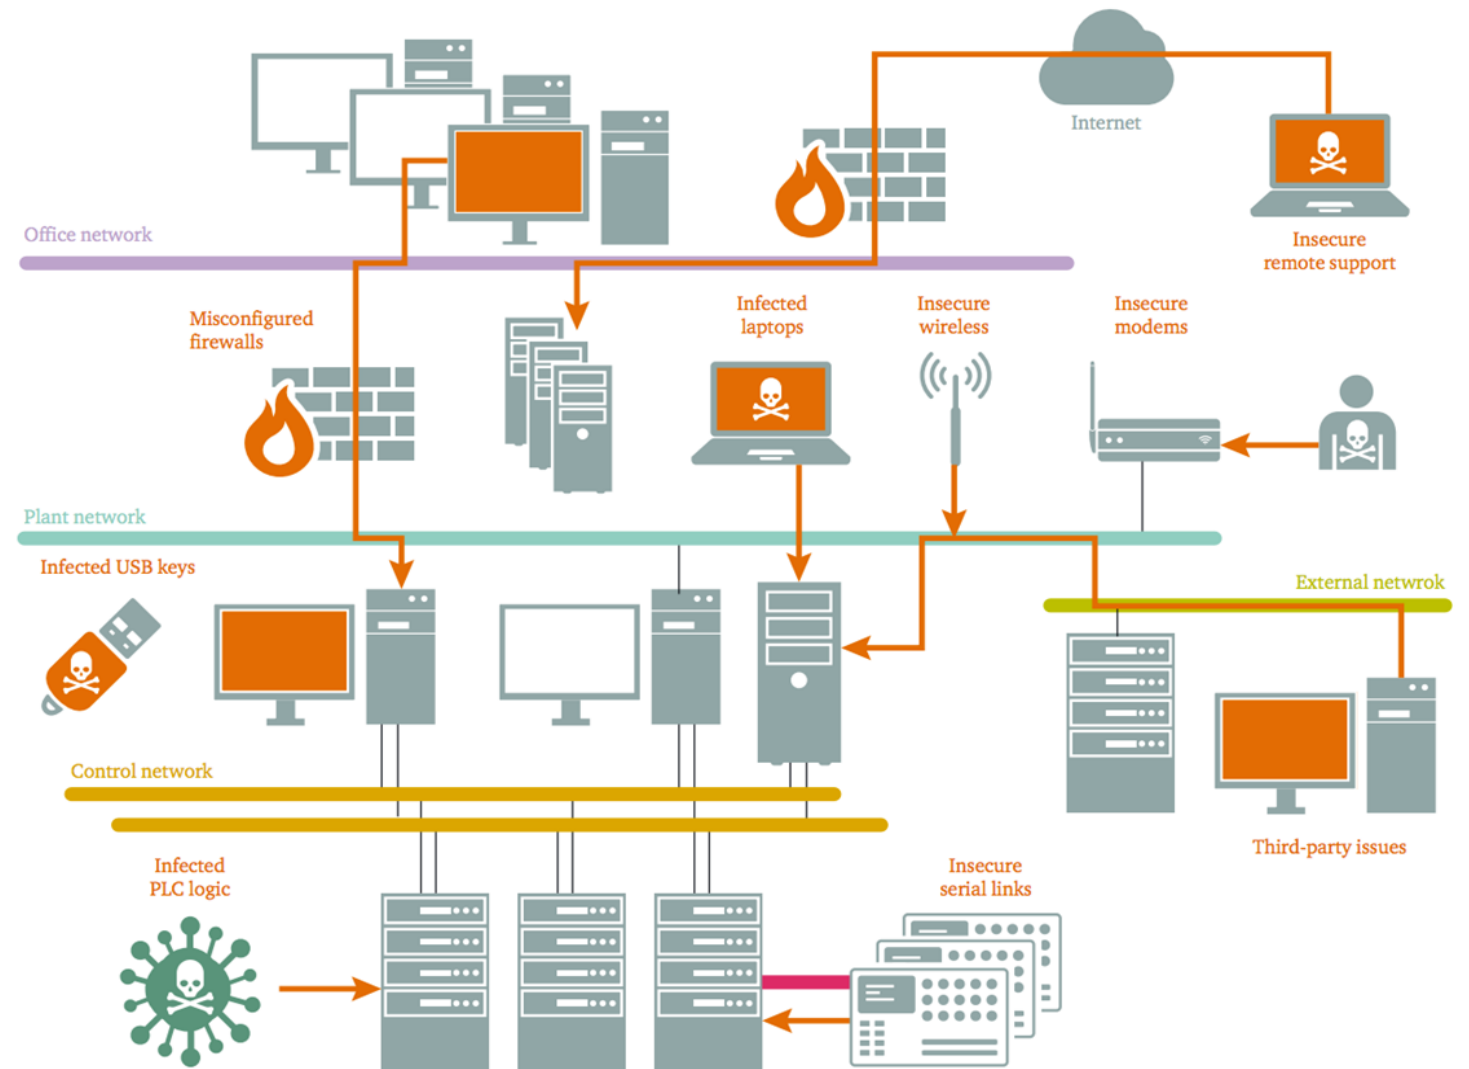 Internet
Insecure
remote support
Office network
Misconfigured
firewalls
Infected
laptops
Insecure
wireless
Insecure
modems
Plant network
Infected USB keys
External netwrok
Control network
Third-party issues
Infected
PLC logic
Insecure
serial links